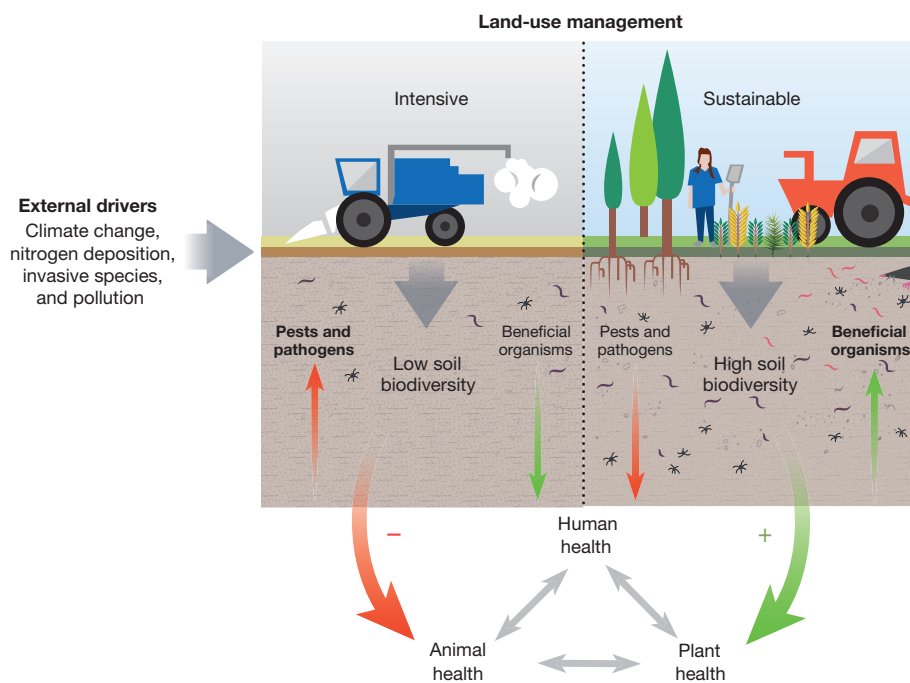 Land-use management
Intensive
Sustainable
External drivers
Climate change,
nitrogen deposition,
invasive species,
and pollution
Pests and
pathogens
Low soil
biodiversity
Beneficial
organisms
Pests and
pathogens
High soil
biodiversity
Beneficial
organisms
−
+
Human
health
Animal
health
Plant
health